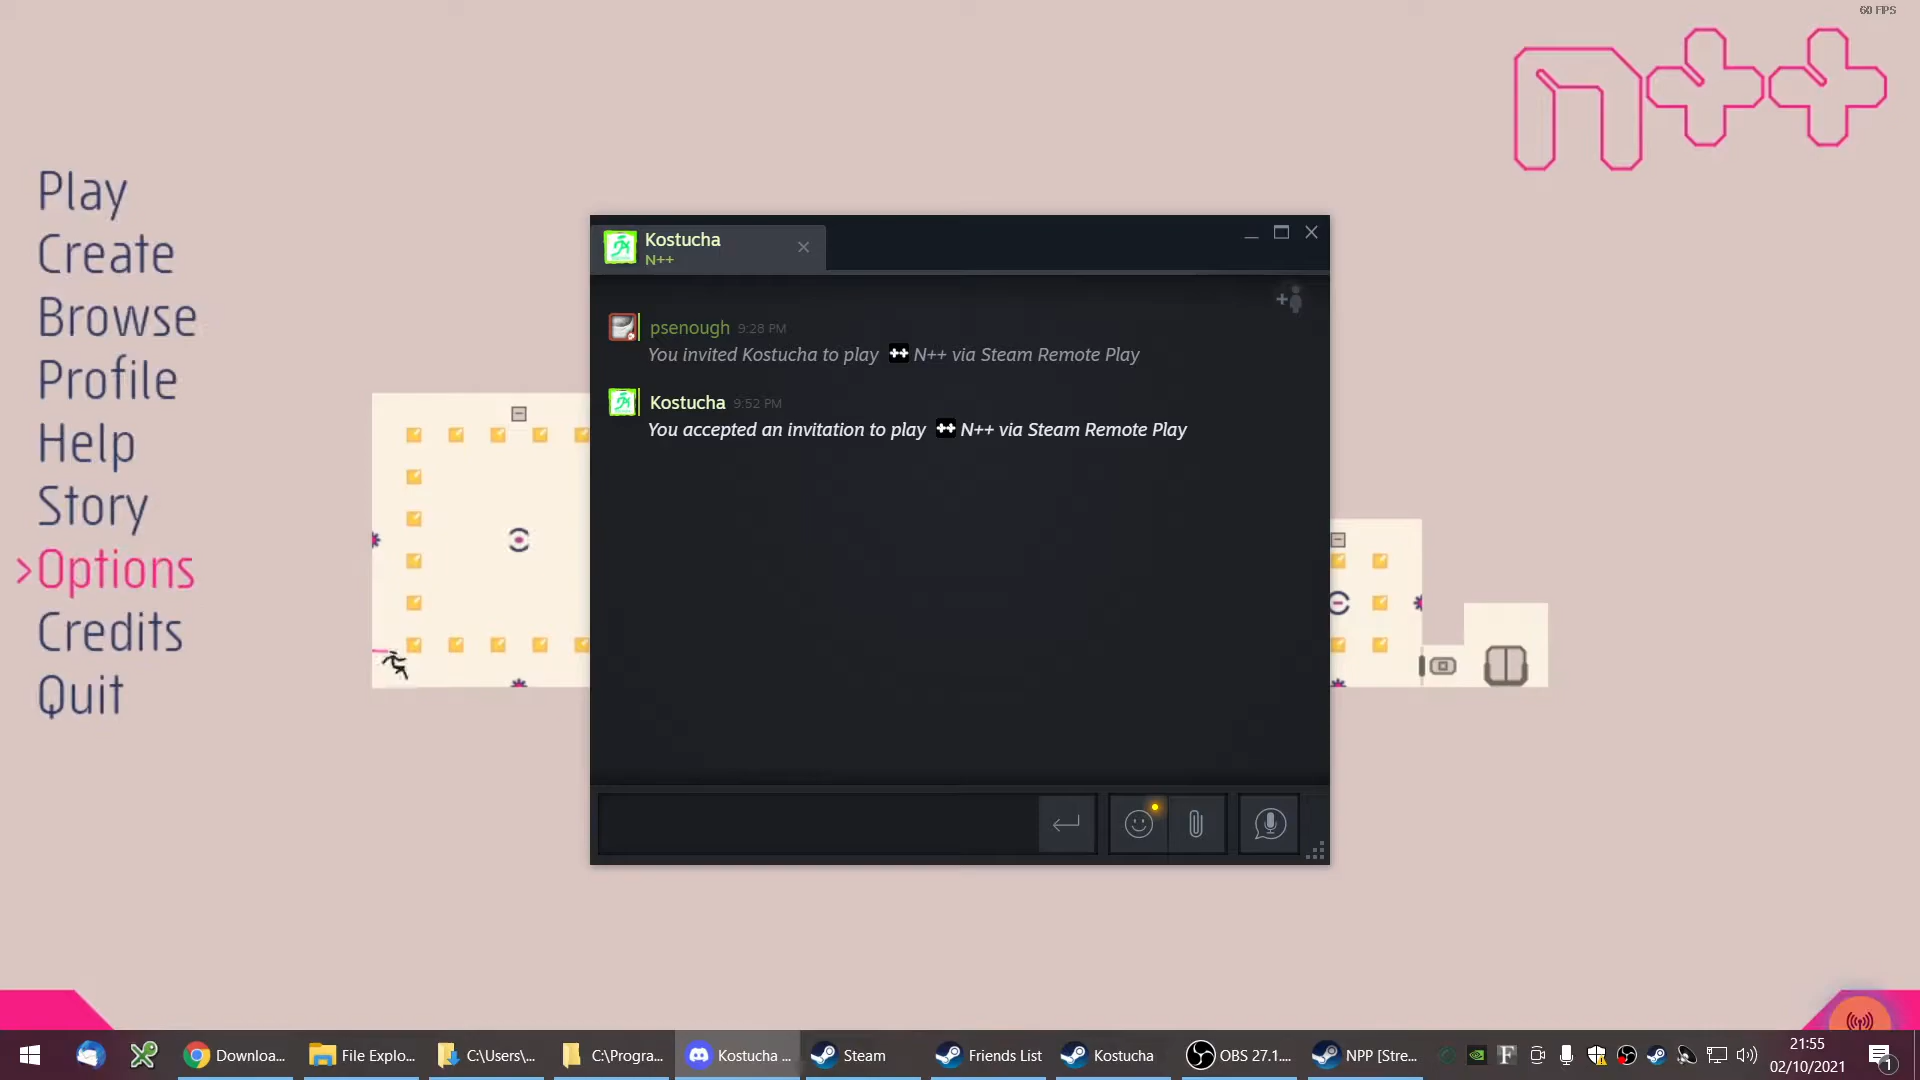 60 FPS
n++
Play
Create
Browse
Profile
Help
Story
>Options
Credits
Quit
Kostucha
N++
psenough 9:28 PM
You invited Kostucha to play N++ via Steam Remote Play
Kostucha 9:52 PM
You accepted an invitation to play N++ via Steam Remote Play
Downloa...
File Explo...
C:\Users\...
C:\Progra...
Kostucha ...
Steam
Friends List
Kostucha
OBS 27.1....
NPP [Stre...
21:55
02/10/2021
1